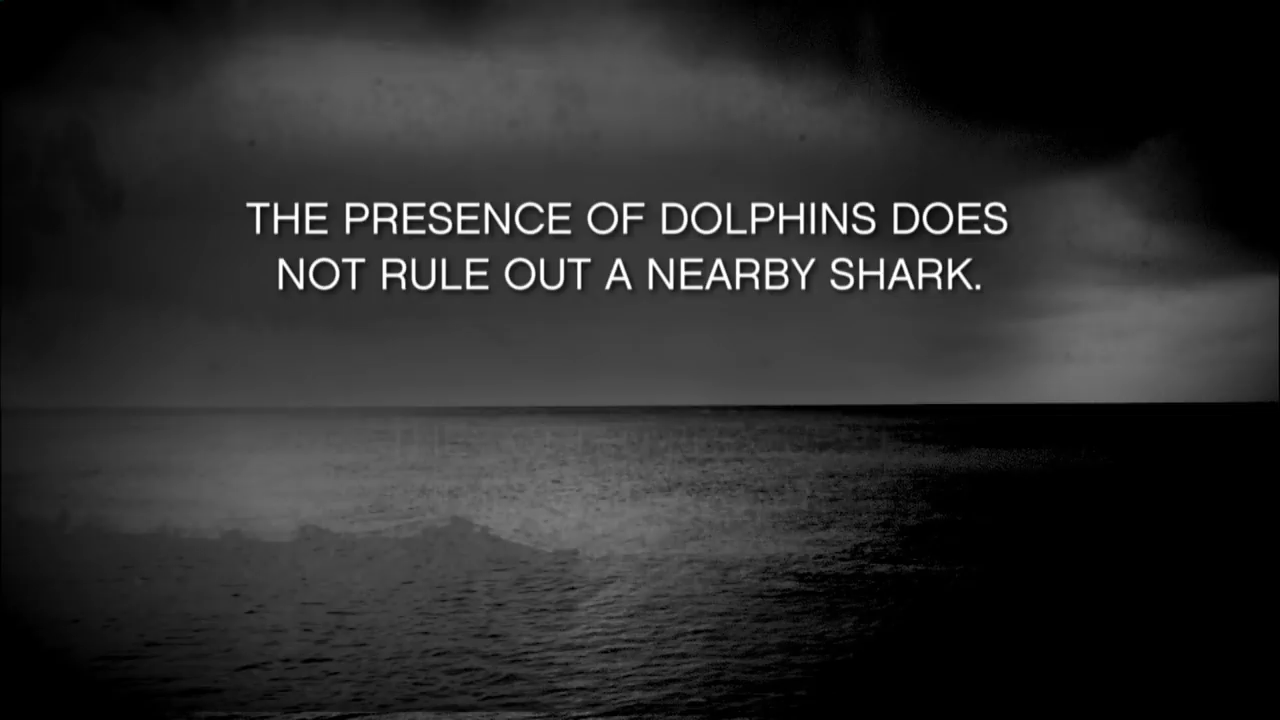 THE PRESENCE OF DOLPHINS DOES
NOT RULE OUT A NEARBY SHARK.